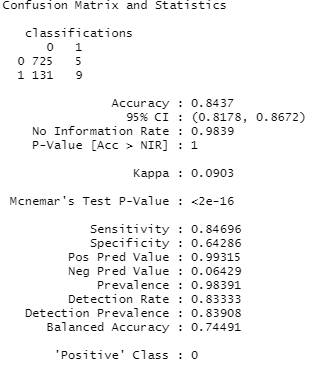 Confusion Matrix and Statistics
classifications
0 1
0 725 5
1 131 9
Accuracy : 0.8437
95% CI : (0.8178, 0.8672)
No Information Rate : 0.9839
P-Value [Acc > NIR] : 1
Kappa : 0.0903
Mcnemar's Test P-Value : <2e-16
Sensitivity : 0.84696
Specificity : 0.64286
Pos Pred Value : 0.99315
Neg Pred Value : 0.06429
Prevalence : 0.98391
Detection Rate : 0.83333
Detection Prevalence : 0.83908
Balanced Accuracy : 0.74491
'Positive' Class : 0